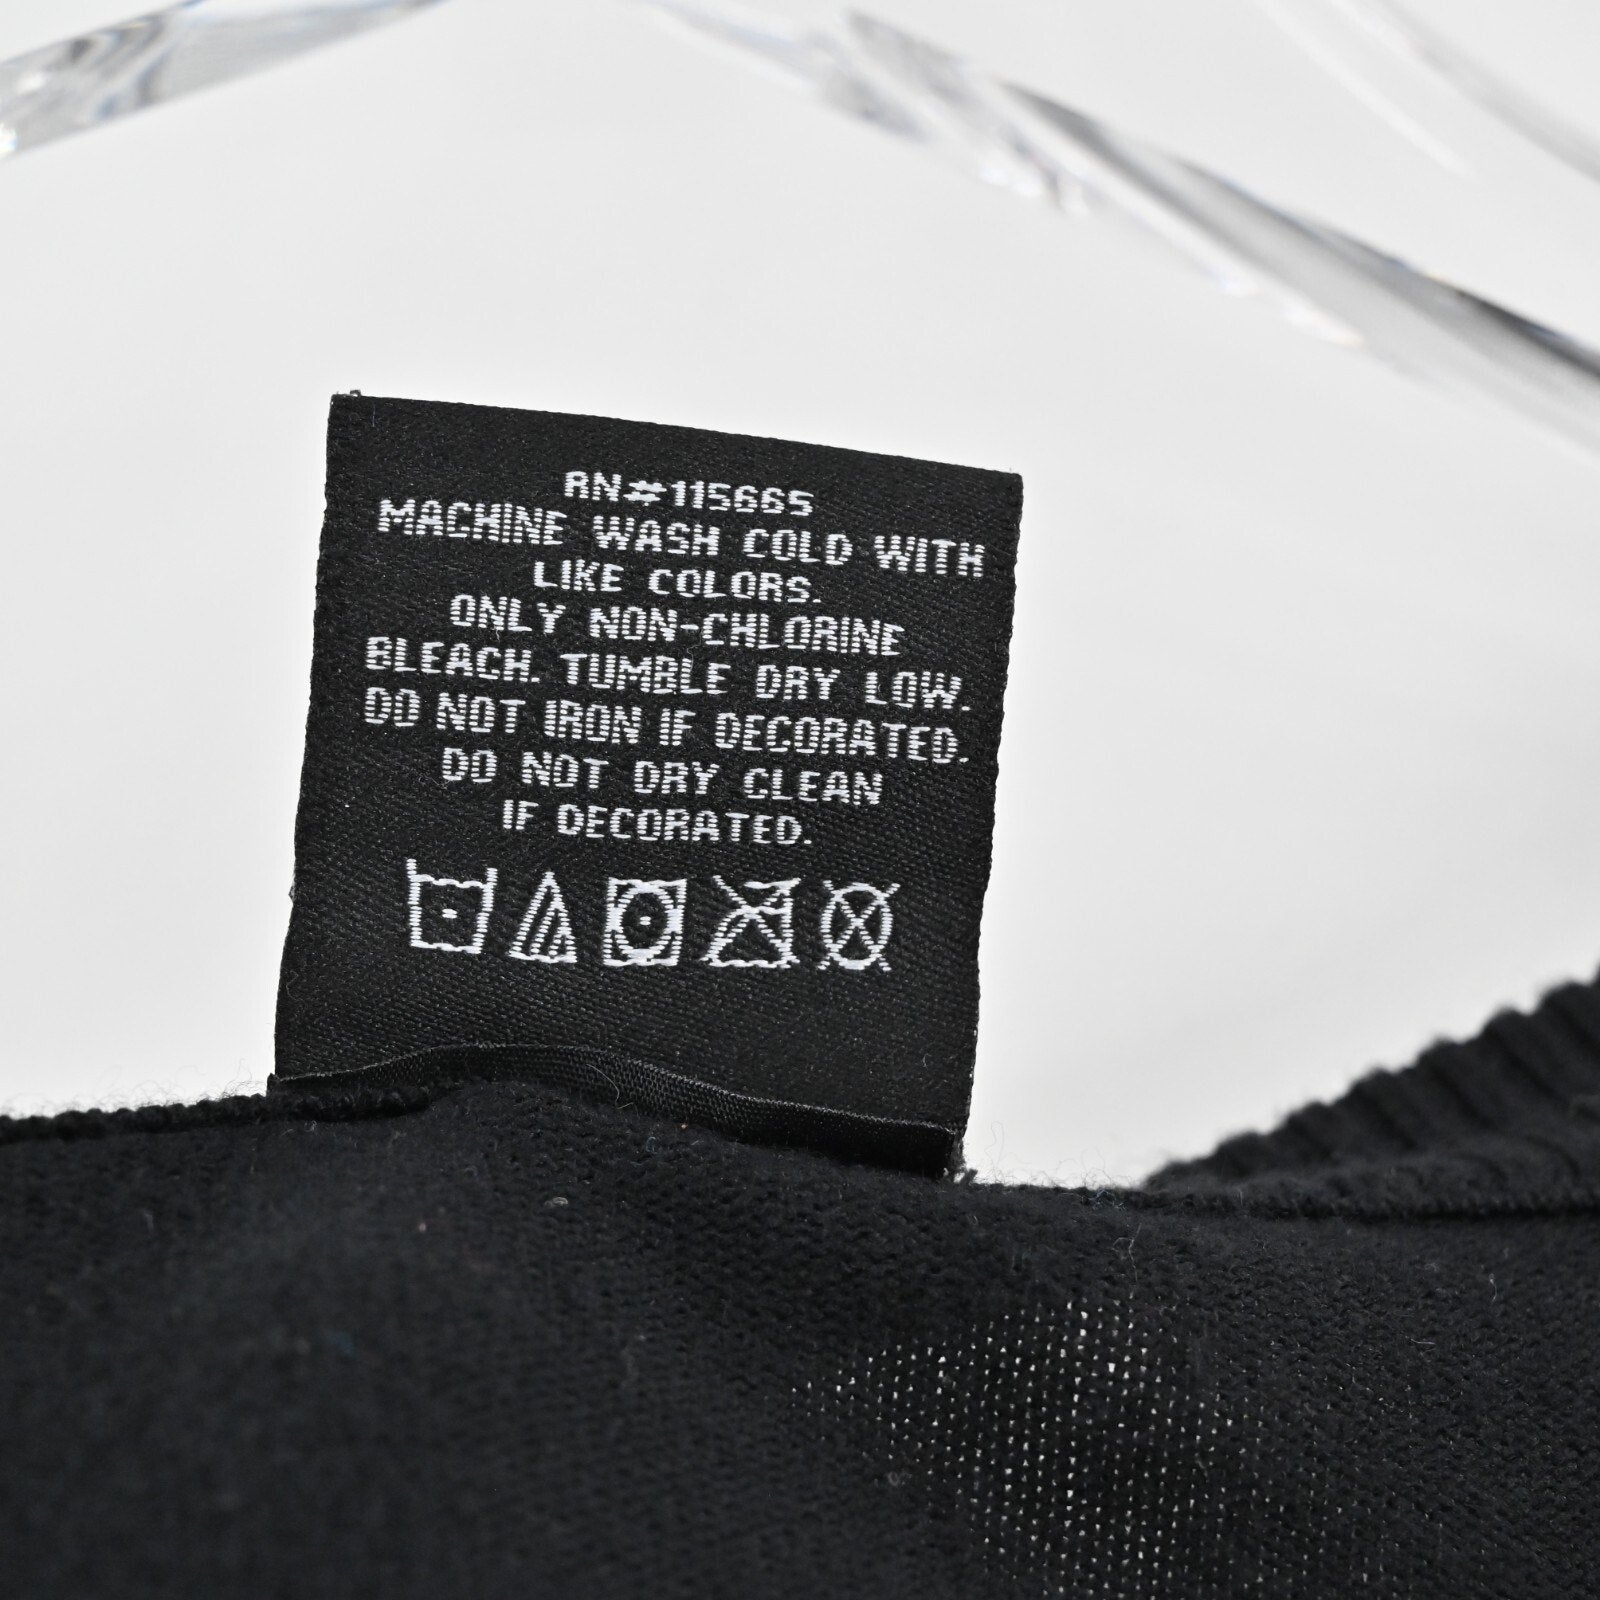 RN#115665
MACHINE WASH COLD WITH
LIKE COLORS.
ONLY NON-CHLORINE
BLEACH. TUMBLE DRY LOW.
DO NOT IRON IF DECORATED.
DO NOT DRY CLEAN
IF DECORATED.